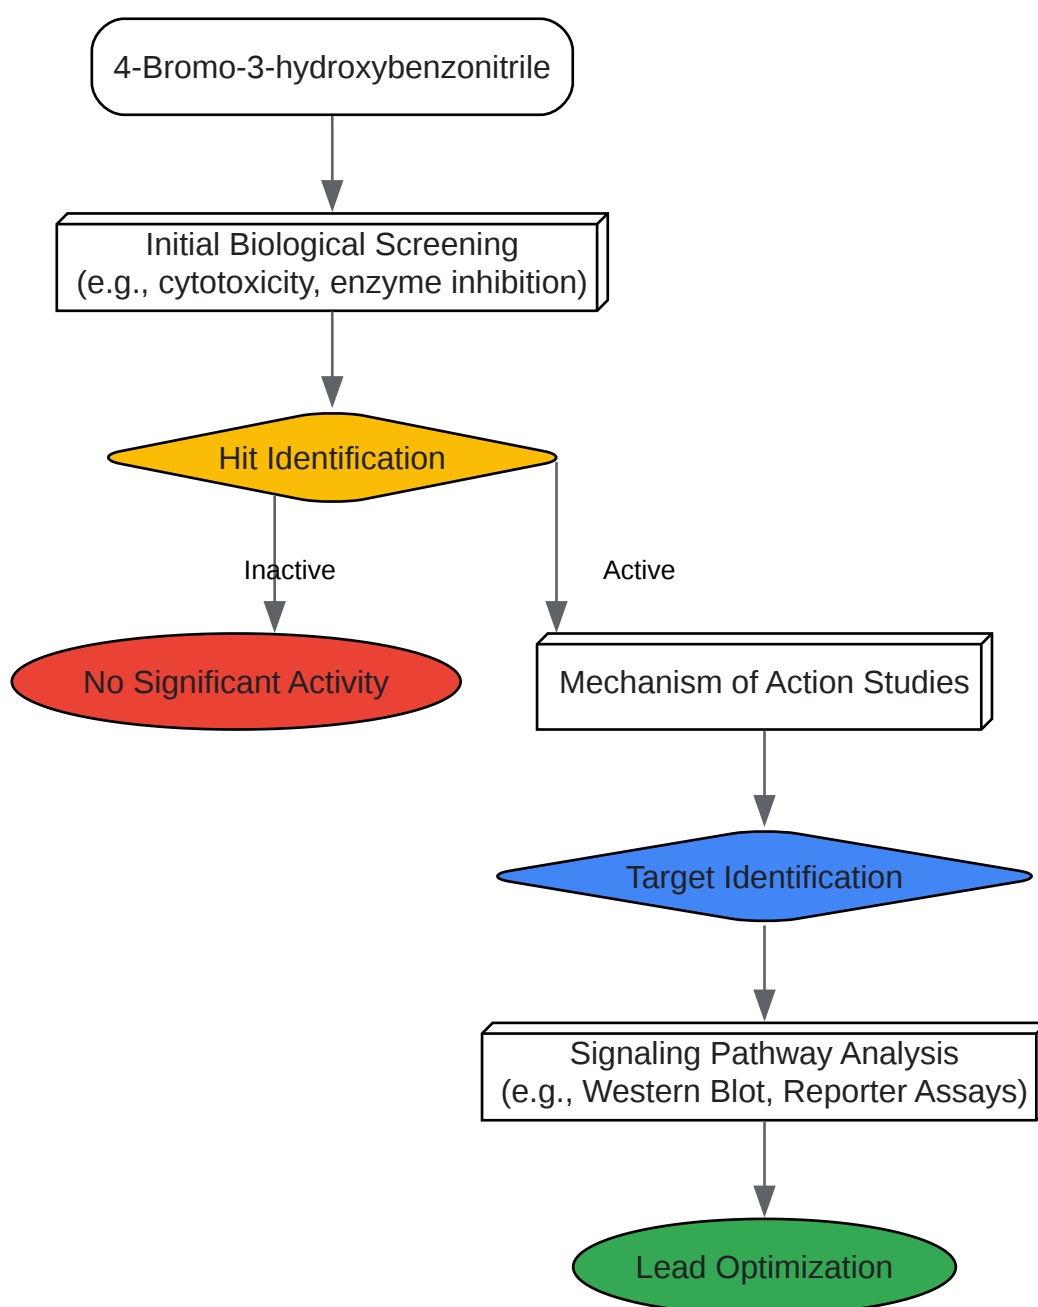 4-Bromo-3-hydroxybenzonitrile
Initial Biological Screening
(e.g., cytotoxicity, enzyme inhibition)
Hit Identification
Inactive
Active
No Significant Activity
Mechanism of Action Studies
Target Identification
Signaling Pathway Analysis
(e.g., Western Blot, Reporter Assays)
Lead Optimization